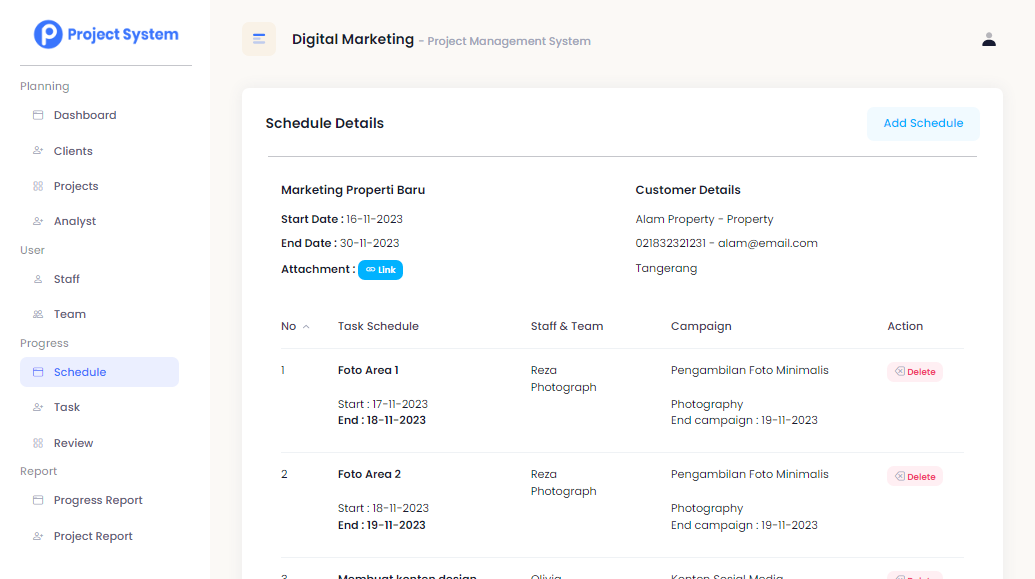 Project System
Digital Marketing - Project Management System
Planning
Dashboard
Clients
Projects
Analyst
User
Staff
Team
Progress
Schedule
Task
Review
Report
Progress Report
Project Report
Schedule Details
Add Schedule
Marketing Properti Baru
Start Date : 16-11-2023
End Date : 30-11-2023
Attachment : Link
Customer Details
Alam Property - Property
021832321231 - alam@email.com
Tangerang
No Task Schedule Staff & Team Campaign Action
1 Foto Area 1 Reza Pengambilan Foto Minimalis Delete
Photograph
Start : 17-11-2023 Photography
End : 18-11-2023 End campaign : 19-11-2023
2 Foto Area 2 Reza Pengambilan Foto Minimalis Delete
Photograph
Start : 18-11-2023 Photography
End : 19-11-2023 End campaign : 19-11-2023
3 Membuat konten design Olivia Konten Sosial Media Delete